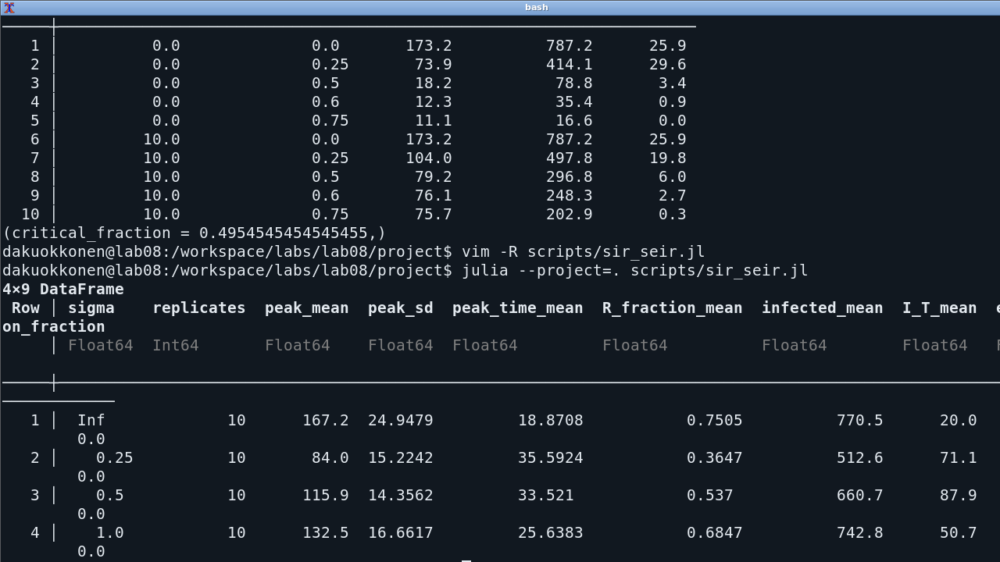 bash
1 │ 0.0 0.0 173.2 787.2 25.9
2 │ 0.0 0.25 73.9 414.1 29.6
3 │ 0.0 0.5 18.2 78.8 3.4
4 │ 0.0 0.6 12.3 35.4 0.9
5 │ 0.0 0.75 11.1 16.6 0.0
6 │ 10.0 0.0 173.2 787.2 25.9
7 │ 10.0 0.25 104.0 497.8 19.8
8 │ 10.0 0.5 79.2 296.8 6.0
9 │ 10.0 0.6 76.1 248.3 2.7
10 │ 10.0 0.75 75.7 202.9 0.3
(critical_fraction = 0.4954545454545455,)
dakuokkonen@lab08:/workspace/labs/lab08/project$ vim -R scripts/sir_seir.jl
dakuokkonen@lab08:/workspace/labs/lab08/project$ julia --project=. scripts/sir_seir.jl
4×9 DataFrame
Row │ sigma replicates peak_mean peak_sd peak_time_mean R_fraction_mean infected_mean I_T_mean
on_fraction
│ Float64 Int64 Float64 Float64 Float64 Float64 Float64 Float64
1 │ Inf 10 167.2 24.9479 18.8708 0.7505 770.5 20.0
0.0
2 │ 0.25 10 84.0 15.2242 35.5924 0.3647 512.6 71.1
0.0
3 │ 0.5 10 115.9 14.3562 33.521 0.537 660.7 87.9
0.0
4 │ 1.0 10 132.5 16.6617 25.6383 0.6847 742.8 50.7
0.0